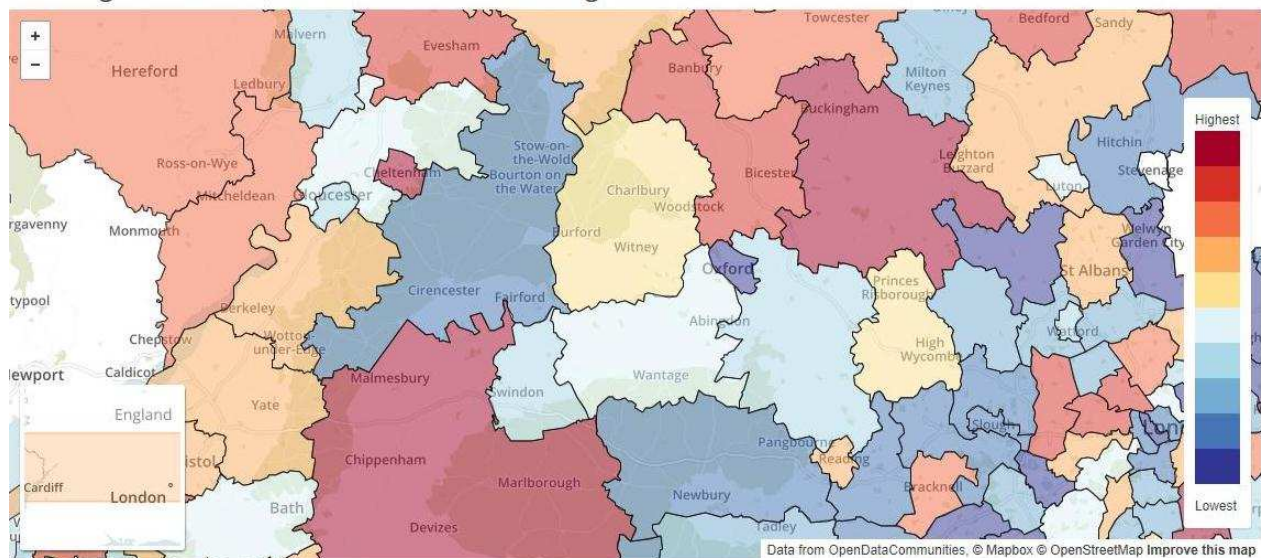 +
−
Malvern
Evesham
Hereford
Ledbury
Banbury
Towcester
Bedford
Sandy
Milton
Keynes
Buckingham
Highest
Hitchin
Stow-on-
the-Wold
Bourton on
the Water
Ross-on-Wye
Cheltenham
Gloucester
Mitcheldean
Leighton
Buzzard
Stevenage
Luton
Bicester
Charlbury
Woodstock
Monmouth
Burford
Witney
Welwyn
Garden City
Oxford
St Albans
Princes
Risborough
Cirencester
Fairford
Berkeley
Abingdon
Watford
Chepstow
Wotton-
under-Edge
High
Wycombe
Caldicot
Wantage
Malmesbury
Swindon
Yate
Slough
England
Pangbourne
Reading
Chippenham
Cardiff
London
Marlborough
Newbury
Bracknell
Bath
Devizes
Tadley
Lowest
Data from OpenDataCommunities, © Mapbox © OpenStreetMap Improve this map